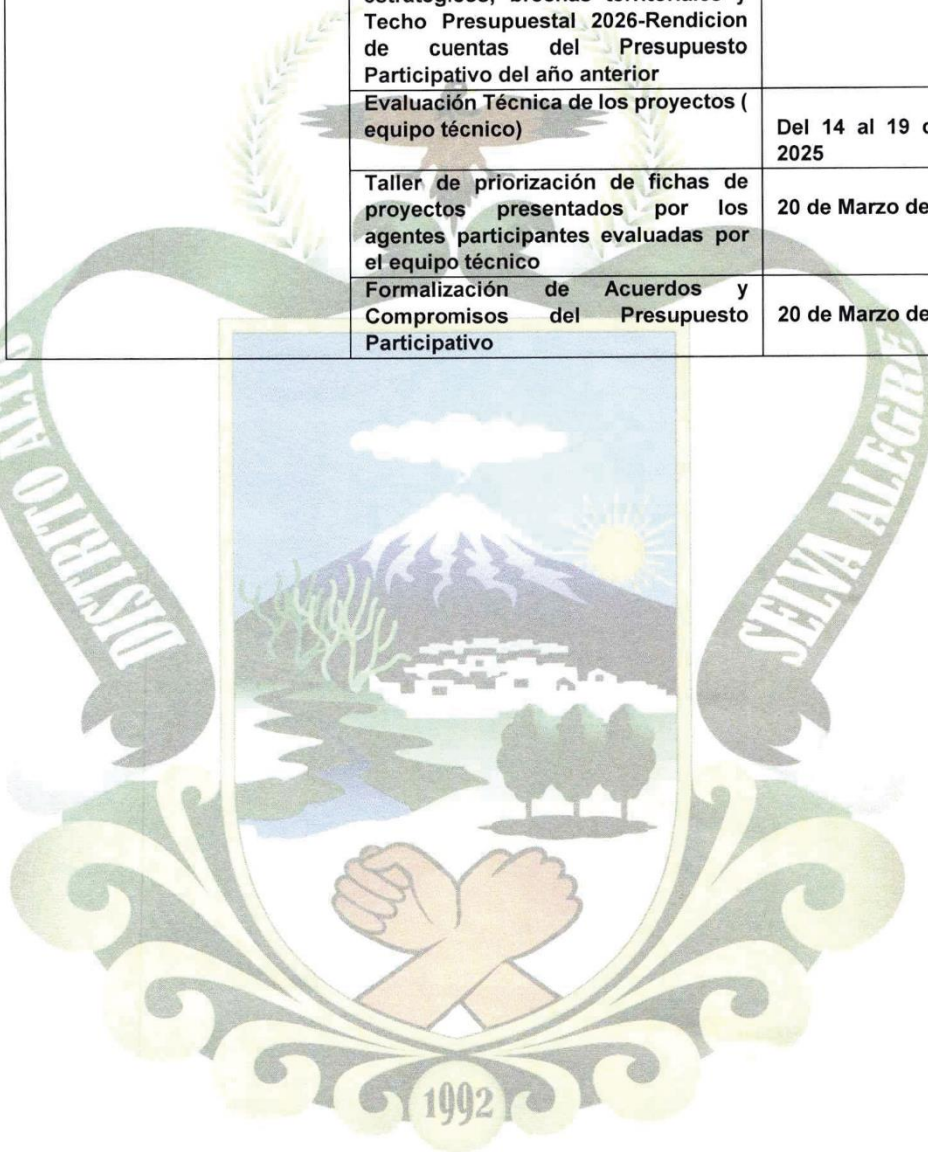 estratégicos, brechas territoriales y
Techo Presupuestal 2026-Rendicion
de cuentas del Presupuesto
Participativo del año anterior
Evaluación Técnica de los proyectos (
equipo técnico)
Del 14 al 19 d
2025
Taller de priorización de fichas de
proyectos presentados por los
agentes participantes evaluadas por
el equipo técnico
20 de Marzo de
Formalización de Acuerdos y
Compromisos del Presupuesto
Participativo
20 de Marzo de
DISTRITO ALTO
SELVA ALEGRE
1992